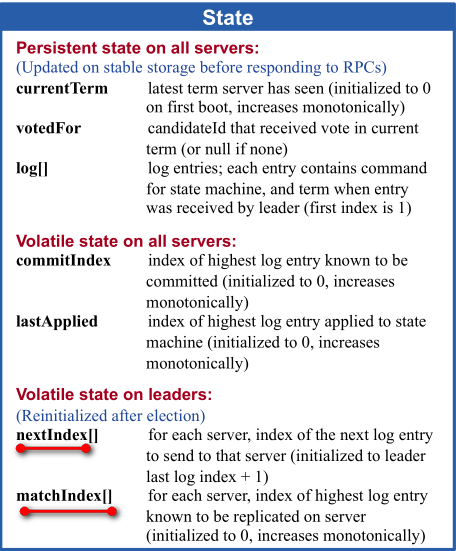 State
Persistent state on all servers:
(Updated on stable storage before responding to RPCs)
currentTerm latest term server has seen (initialized to 0
on first boot, increases monotonically)
votedFor candidateId that received vote in current
term (or null if none)
log[] log entries; each entry contains command
for state machine, and term when entry
was received by leader (first index is 1)
Volatile state on all servers:
commitIndex index of highest log entry known to be
committed (initialized to 0, increases
monotonically)
lastApplied index of highest log entry applied to state
machine (initialized to 0, increases
monotonically)
Volatile state on leaders:
(Reinitialized after election)
nextIndex[] for each server, index of the next log entry
to send to that server (initialized to leader
last log index + 1)
matchIndex[] for each server, index of highest log entry
known to be replicated on server
(initialized to 0, increases monotonically)